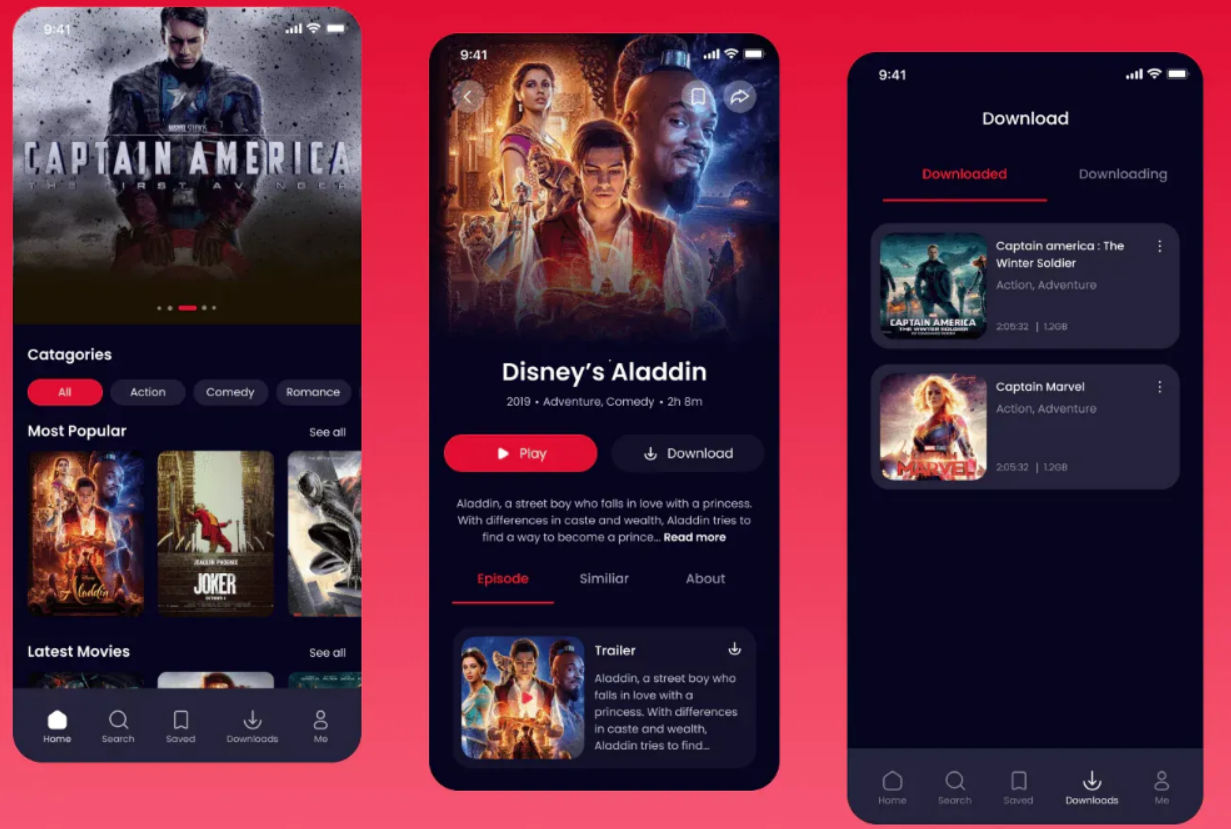 9:41
MARVEL STUDIOS
CAPTAIN AMERICA
THE FIRST AVENGER
Catagories
All
Action
Comedy
Romance
Most Popular
See all
Aladdin
JOAQUIN PHOENIX
JOKER
Latest Movies
See all
Home
Search
Saved
Downloads
Me
9:41
Disney's Aladdin
2019 • Adventure, Comedy • 2h 8m
Play
Download
Aladdin, a street boy who falls in love with a princess.
With differences in caste and wealth, Aladdin tries to
find a way to become a prince... Read more
Episode
Similiar
About
Trailer
Aladdin, a street boy who
falls in love with a
princess. With differences
in caste and wealth,
Aladdin tries to find...
9:41
Download
Downloaded
Downloading
CAPTAIN AMERICA
THE WINTER SOLDIER
Captain america : The
Winter Soldier
Action, Adventure
2:05:32 | 1.2GB
MARVEL
Captain Marvel
Action, Adventure
2:05:32 | 1.2GB
Home
Search
Saved
Downloads
Me